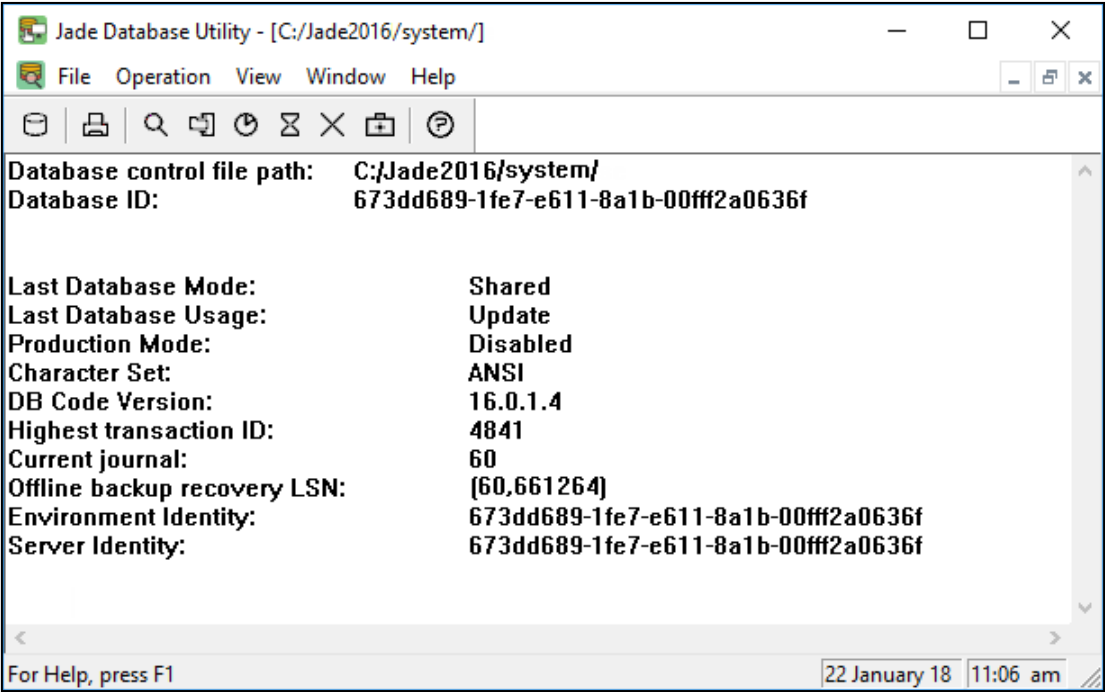 Jade Database Utility - [C:/Jade2016/system/]
File Operation View Window Help
Database control file path: C:/Jade2016/system/
Database ID: 673dd689-1fe7-e611-8a1b-00fff2a0636f
Last Database Mode: Shared
Last Database Usage: Update
Production Mode: Disabled
Character Set: ANSI
DB Code Version: 16.0.1.4
Highest transaction ID: 4841
Current journal: 60
Offline backup recovery LSN: (60,661264)
Environment Identity: 673dd689-1fe7-e611-8a1b-00fff2a0636f
Server Identity: 673dd689-1fe7-e611-8a1b-00fff2a0636f
For Help, press F1 22 January 18 11:06 am